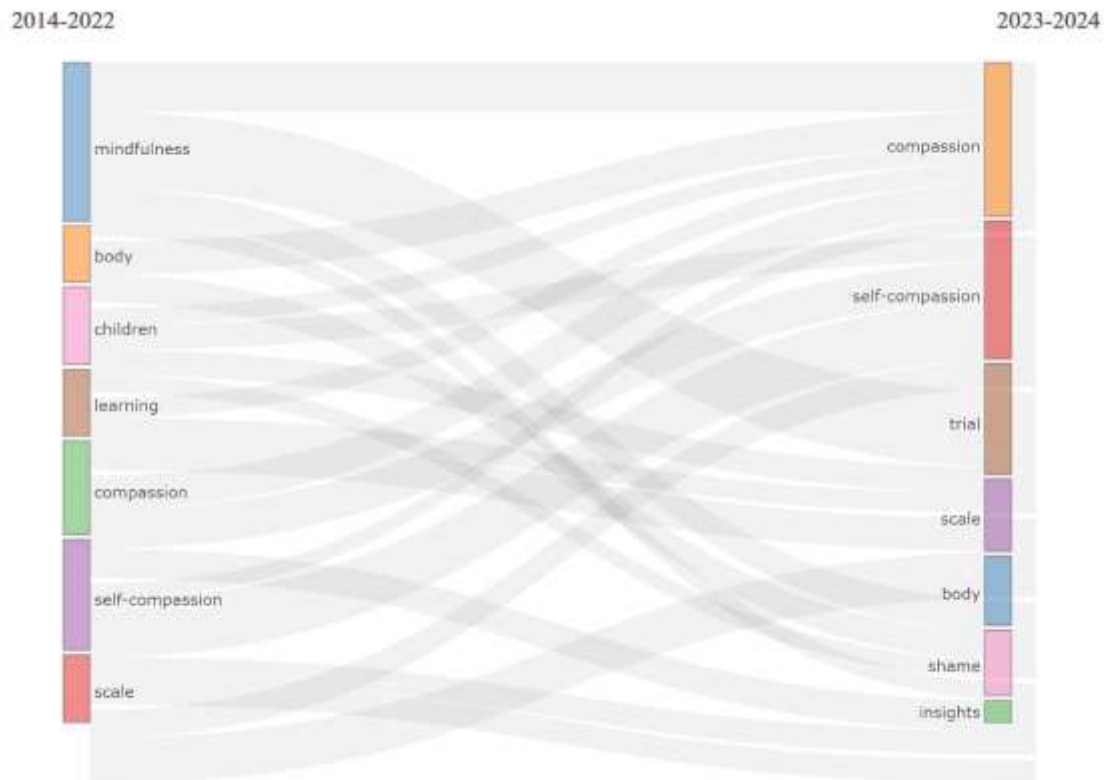 2014-2022
2023-2024
mindfulness
body
children
learning
compassion
self-compassion
scale
compassion
self-compassion
trial
scale
body
shame
insights